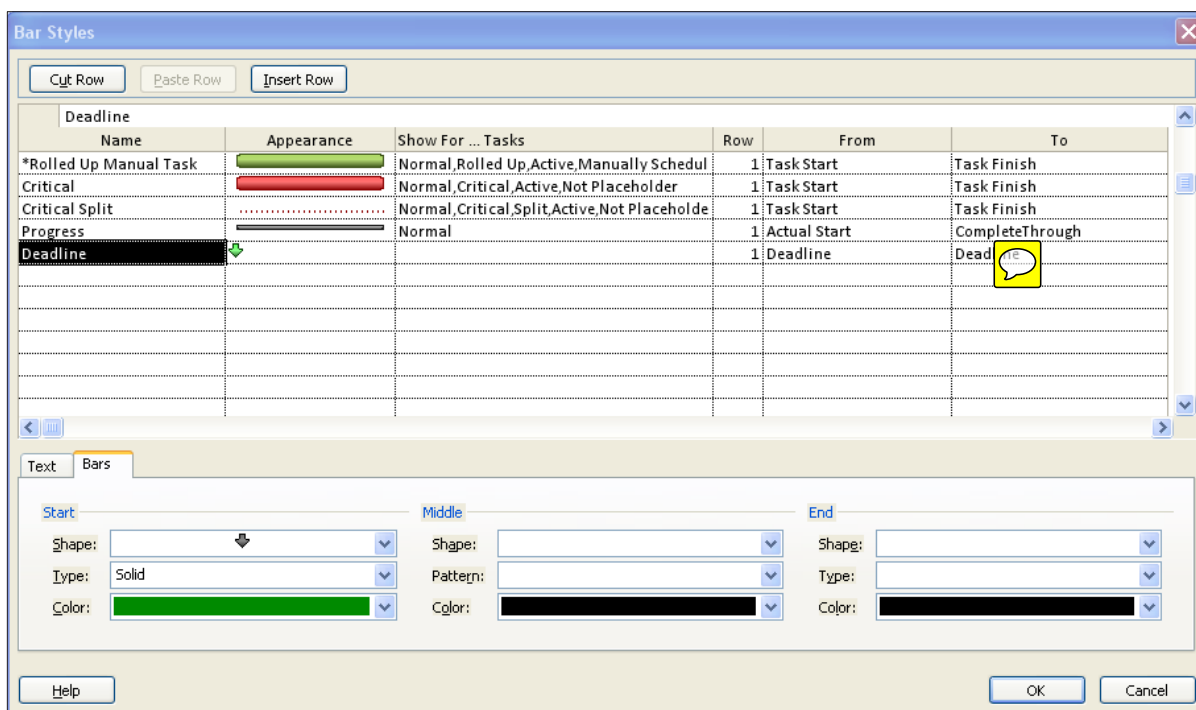 Bar Styles
Cut Row Paste Row Insert Row
Deadline
Name Appearance Show For ... Tasks Row From To
*Rolled Up Manual Task Normal,Rolled Up,Active,Manually Schedul 1 Task Start Task Finish
Critical Normal,Critical,Active,Not Placeholder 1 Task Start Task Finish
Critical Split Normal,Critical,Split,Active,Not Placeholde 1 Task Start Task Finish
Progress Normal 1 Actual Start CompleteThrough
Deadline 1 Deadline Deadline
Text Bars
Start Middle End
Shape: Shape: Shape:
Type: Solid Pattern: Type:
Color: Color: Color:
Help OK Cancel